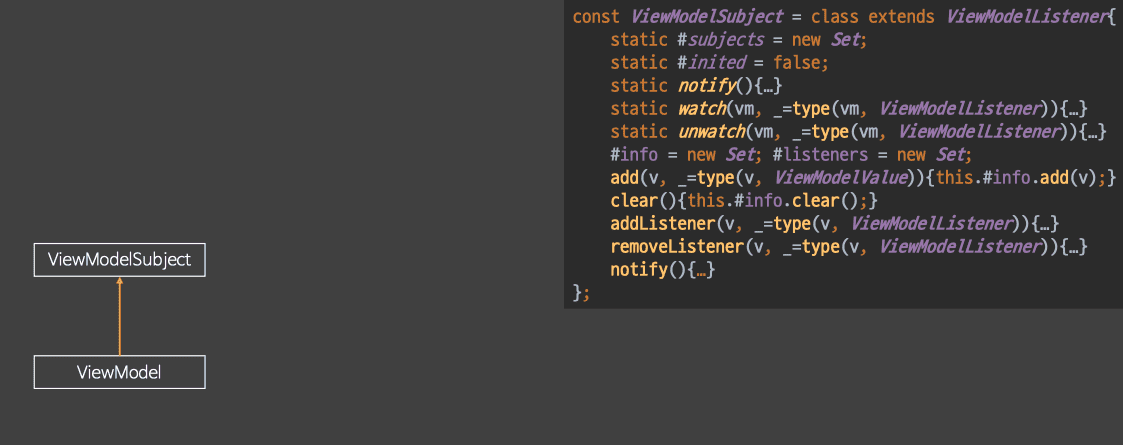 const ViewModelSubject = class extends ViewModelListener{
static #subjects = new Set;
static #inited = false;
static notify(){…}
static watch(vm, _=type(vm, ViewModelListener)){…}
static unwatch(vm, _=type(vm, ViewModelListener)){…}
#info = new Set; #listeners = new Set;
add(v, _=type(v, ViewModelValue)){this.#info.add(v);}
clear(){this.#info.clear();}
addListener(v, _=type(v, ViewModelListener)){…}
removeListener(v, _=type(v, ViewModelListener)){…}
notify(){…}
};
ViewModelSubject
ViewModel